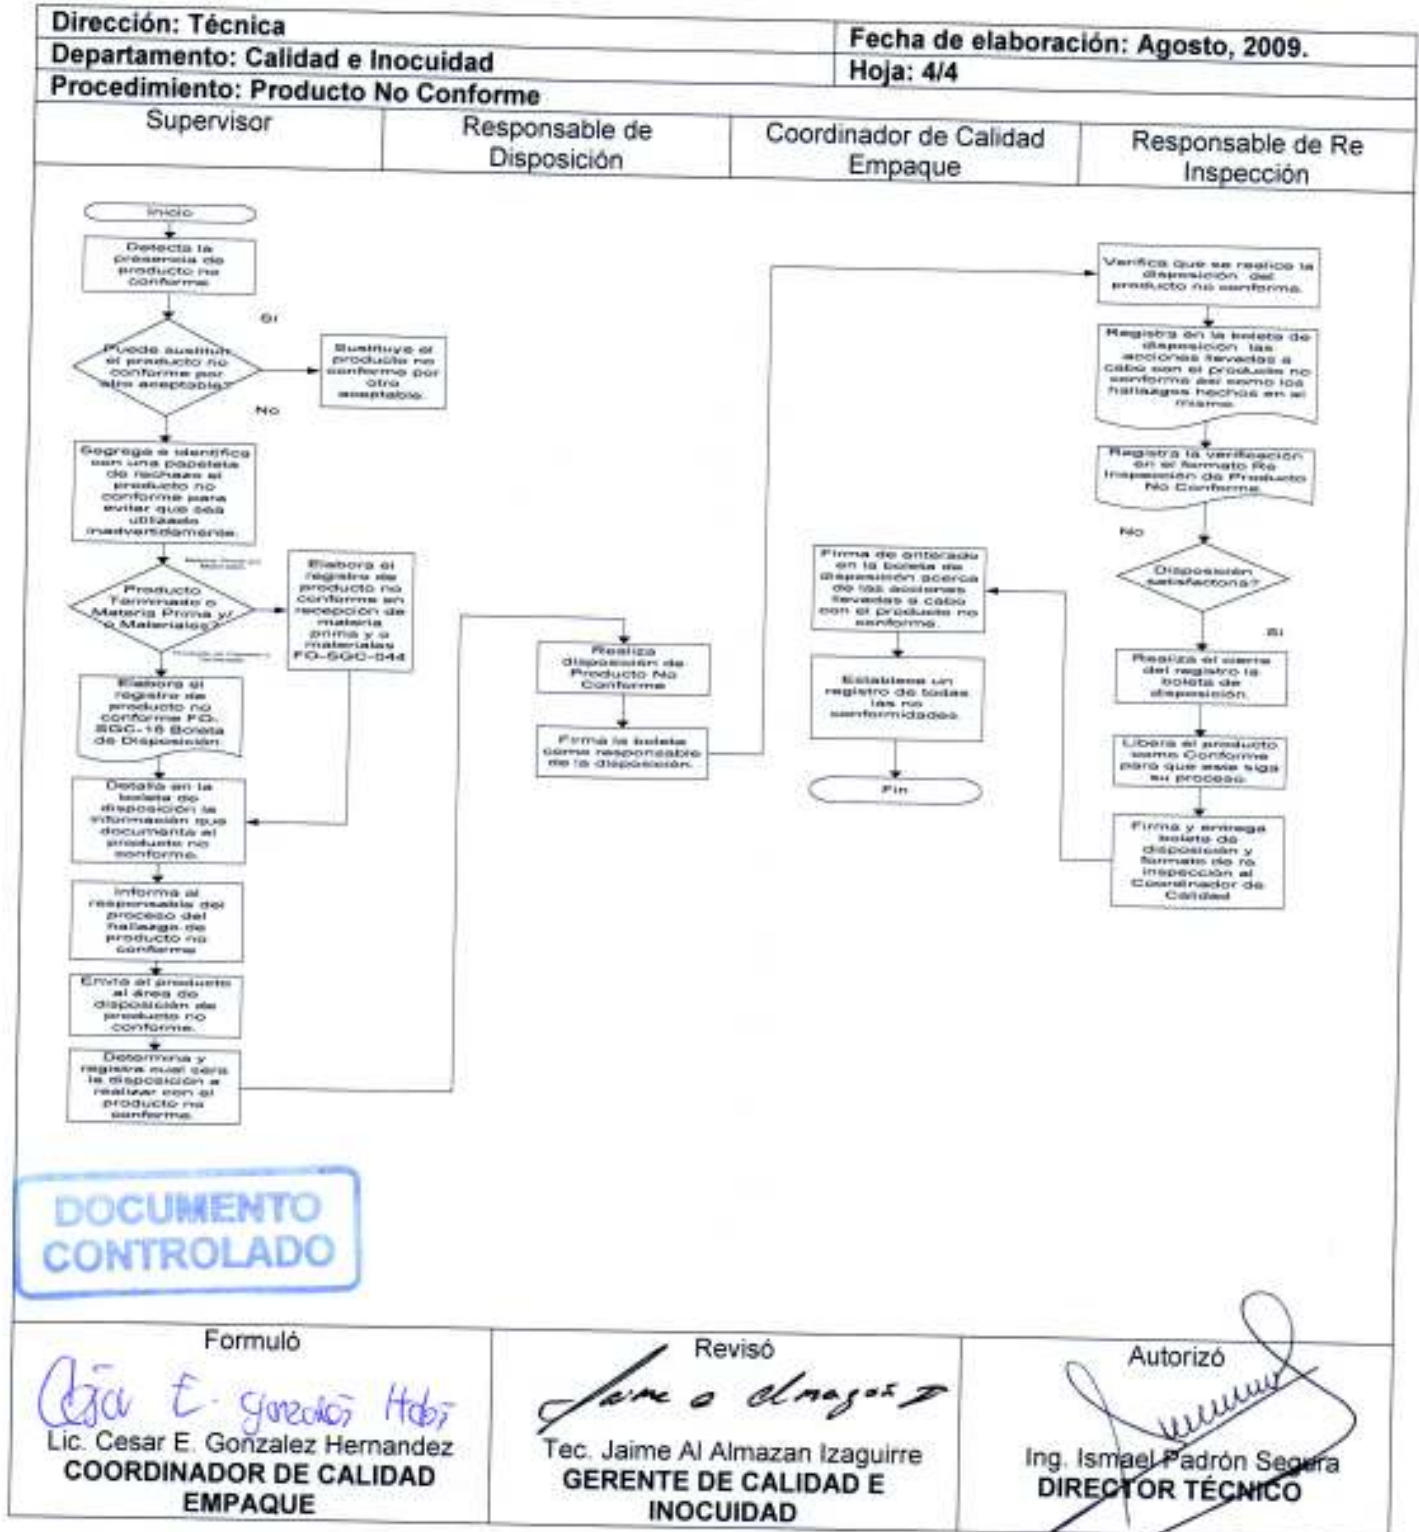 Dirección: Técnica
Fecha de elaboración: Agosto, 2009.
Departamento: Calidad e Inocuidad
Hoja: 4/4
Procedimiento: Producto No Conforme
Supervisor
Responsable de
Disposición
Coordinador de Calidad
Empaque
Responsable de Re
Inspección
Inicio
Detecta la
presencia de
producto no
conforme
Si
Puede sustituir
el producto no
conforme por
otro aceptable?
Sustituye el
producto no
conforme por
otro
aceptable.
No
Segrega e identifica
con una papeleta
de rechazo el
producto no
conforme para
evitar que sea
utilizado
inadvertidamente.
Producto
Terminado o
Materia Prima y/
o Materiales?
Elabora el
registro de
producto no
conforme en
recepción de
materia
prima y o
materiales
FO-SGC-044
Elabora el
registro de
producto no
conforme FO-
SGC-16 Boleta
de Disposición
Detalla en la
boleta de
disposición la
información que
documenta el
producto no
conforme.
Informa al
responsable del
proceso del
hallazgo de
producto no
conforme
Envía el producto
al área de
disposición de
producto no
conforme.
Determina y
registra cual será
la disposición a
realizar con el
producto no
conforme.
Realiza
disposición de
Producto No
Conforme
Firma la boleta
como responsable
de la disposición.
Verifica que se realice la
disposición del
producto no conforme.
Registra en la boleta de
disposición las
acciones llevadas a
cabo con el producto no
conforme así como los
hallazgos hechos en el
mismo.
Registra la verificación
en el formato Re
Inspección de Producto
No Conforme
No
Disposición
satisfactoria?
Si
Realiza el cierre
del registro la
boleta de
disposición.
Libera el producto
como Conforme
para que este siga
su proceso.
Firma y entrega
boleta de
disposición y
formato de re
inspección al
Coordinador de
Calidad
Firma de enterado
en la boleta de
disposición acerca
de las acciones
llevadas a cabo
con el producto no
conforme.
Establece un
registro de todas
las no
conformidades.
Fin
DOCUMENTO
CONTROLADO
Formuló
Lic. Cesar E. Gonzalez Hernandez
COORDINADOR DE CALIDAD
EMPAQUE
Revisó
Tec. Jaime Al Almazan Izaguirre
GERENTE DE CALIDAD E
INOCUIDAD
Autorizó
Ing. Ismael Padrón Segura
DIRECTOR TÉCNICO